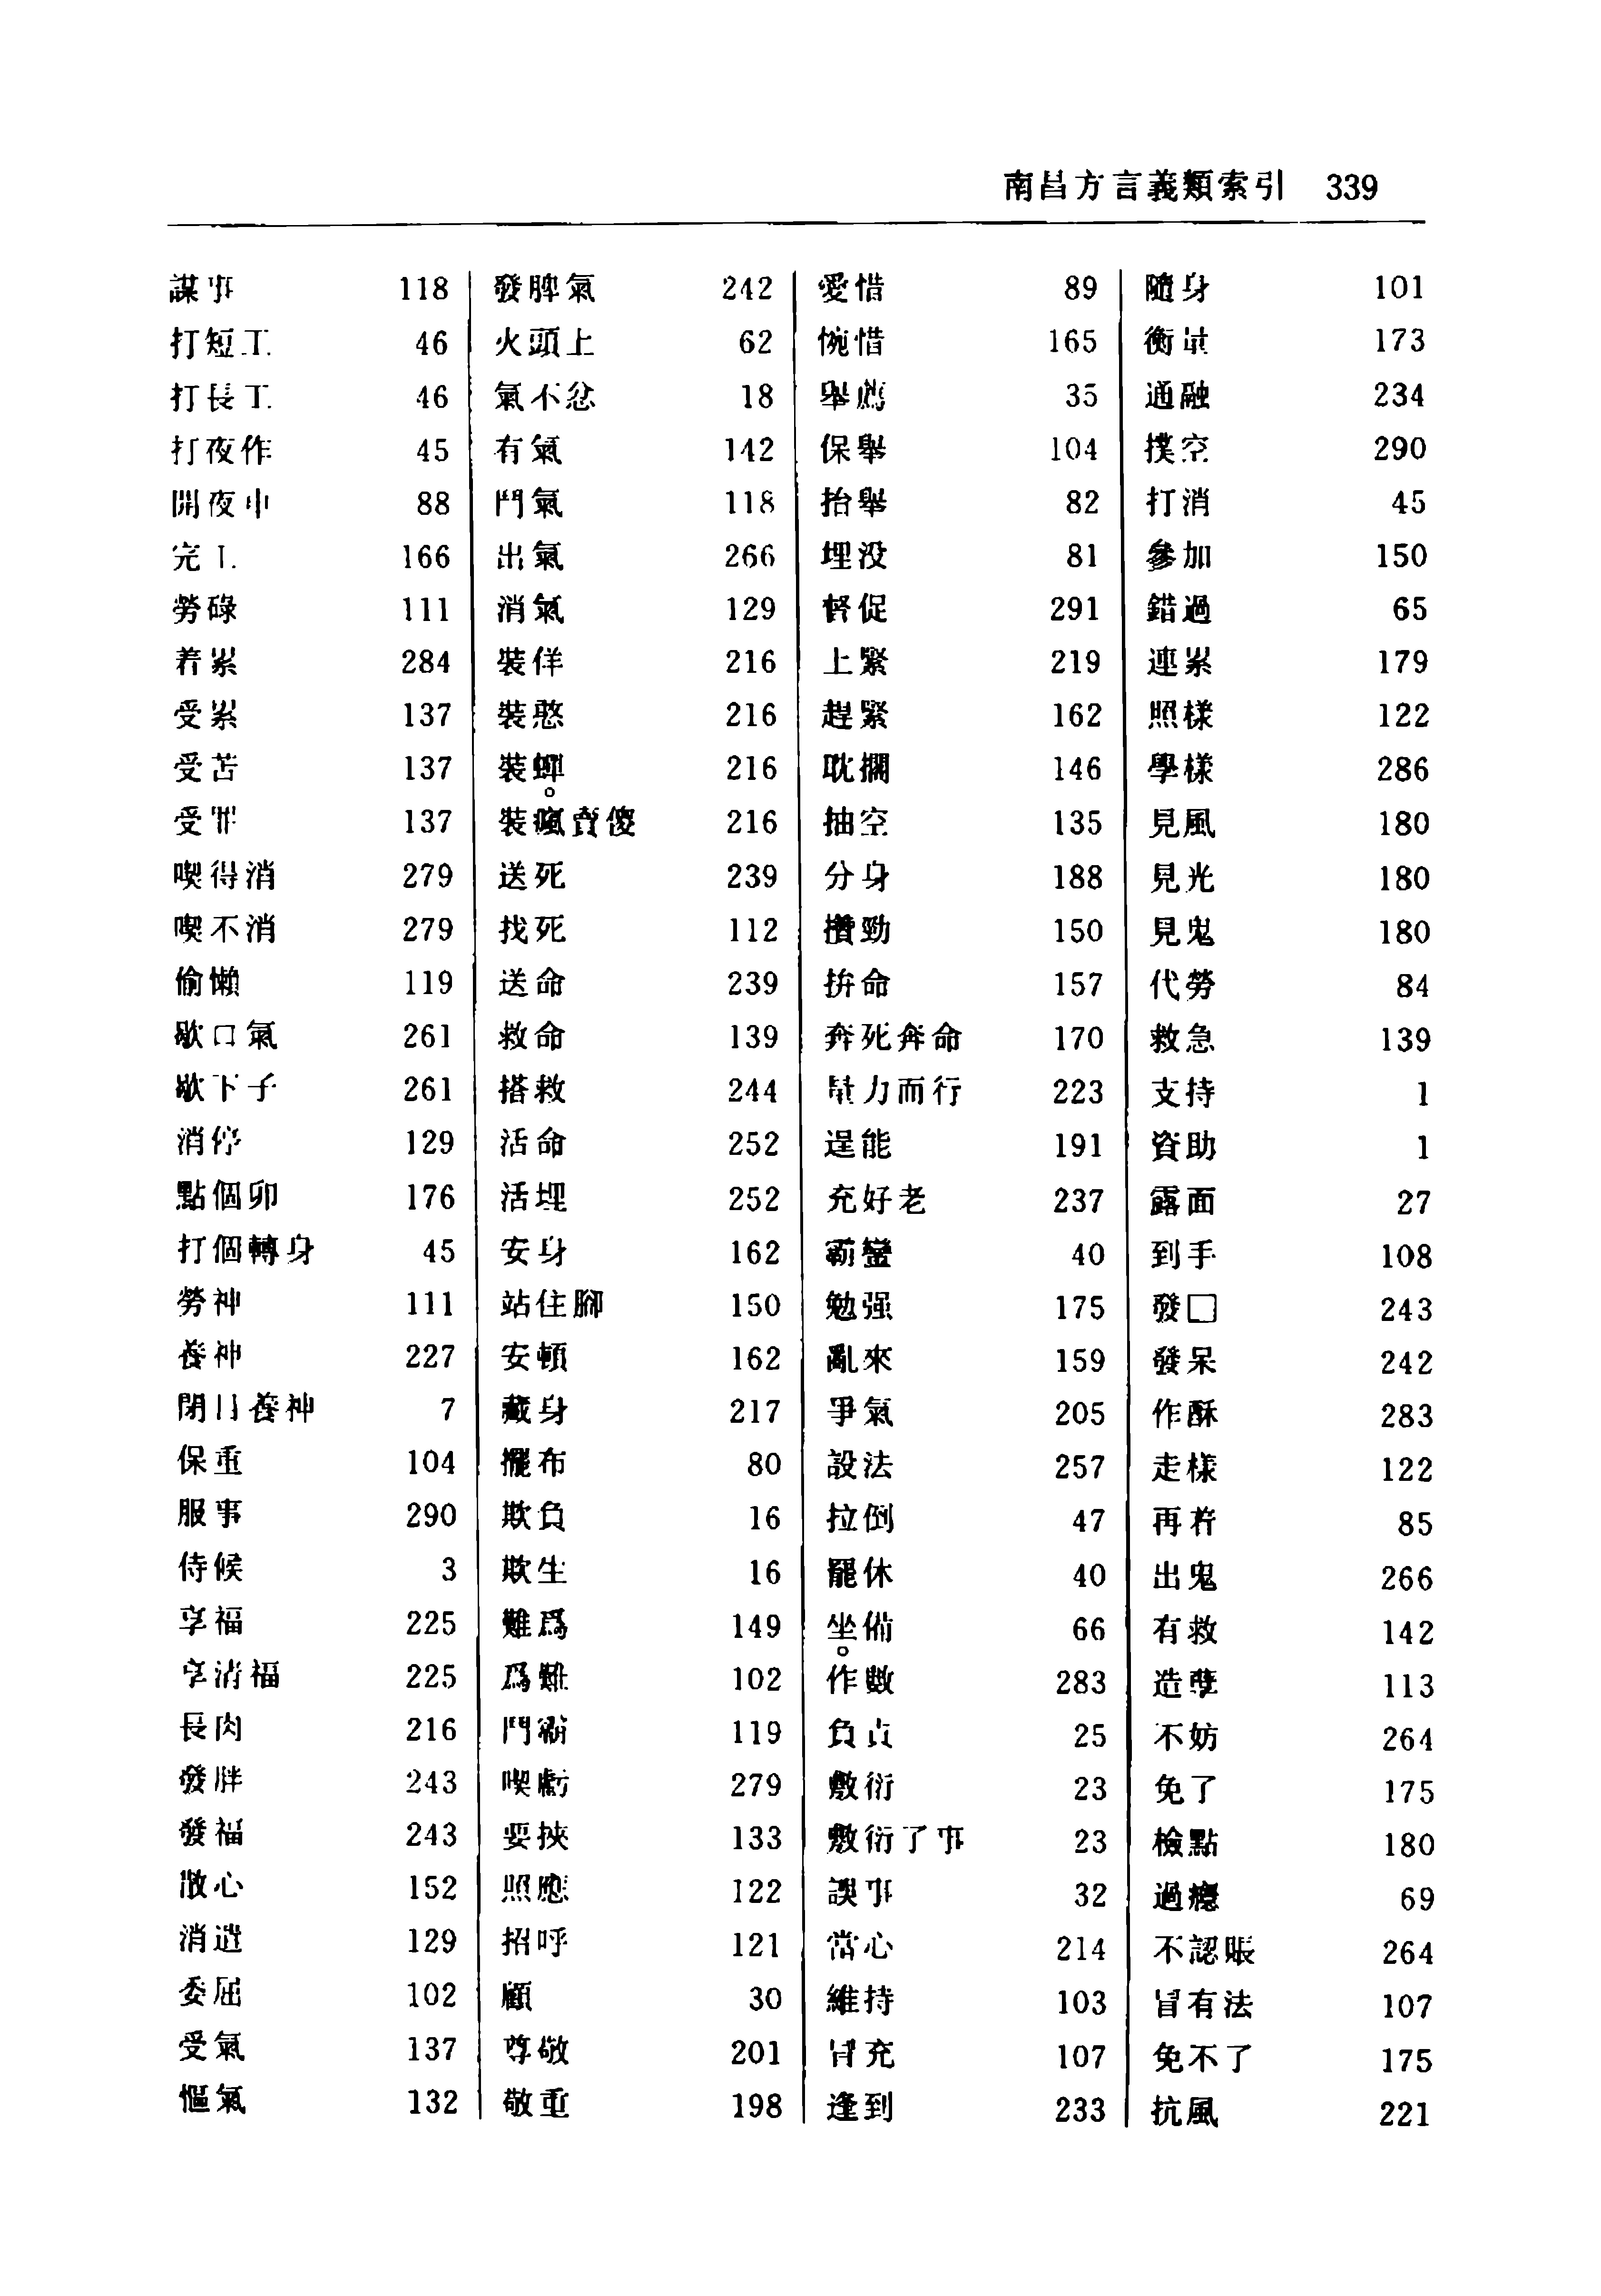 南昌方言義類索引 339
謀事 118
打短工 46
打長工 46
打夜作 45
開夜車 88
完工 166
勞碌 111
着累 284
受累 137
受苦 137
受罪 137
喫得消 279
喫不消 279
偷懶 119
歇口氣 261
歇下子 261
消停 129
點個卯 176
打個轉身 45
勞神 111
養神 227
閉目養神 7
保重 104
服事 290
侍候 3
享福 225
享清福 225
長肉 216
發胖 243
發福 243
散心 152
消遣 129
委屈 102
受氣 137
慪氣 132
發脾氣 242
火頭上 62
氣不忿 18
有氣 142
鬥氣 118
出氣 266
消氣 129
裝佯 216
裝憨 216
裝蟬 216
裝瘋賣傻 216
送死 239
找死 112
送命 239
救命 139
搭救 244
活命 252
活埋 252
安身 162
站住腳 150
安頓 162
藏身 217
擺布 80
欺負 16
欺生 16
難爲 149
爲難 102
鬥霸 119
喫虧 279
要挾 133
照應 122
招呼 121
顧 30
尊敬 201
敬重 198
愛惜 89
惋惜 165
舉薦 35
保舉 104
抬舉 82
埋没 81
督促 291
上緊 219
趕緊 162
耽擱 146
抽空 135
分身 188
攢勁 150
拚命 157
奔死奔命 170
量力而行 223
逞能 191
充好老 237
霸蠻 40
勉强 175
亂來 159
爭氣 205
設法 257
拉倒 47
罷休 40
坐備 66
作數 283
負責 25
敷衍 23
敷衍了事 23
誤事 32
當心 214
維持 103
冒充 107
逢到 233
隨身 101
衡量 173
通融 234
撲空 290
打消 45
參加 150
錯過 65
連累 179
照樣 122
學樣 286
見風 180
見光 180
見鬼 180
代勞 84
救急 139
支持 1
資助 1
露面 27
到手 108
發□ 243
發呆 242
作酥 283
走樣 122
再者 85
出鬼 266
有救 142
造孽 113
不妨 264
免了 175
檢點 180
過癮 69
不認賬 264
冒有法 107
免不了 175
抗風 221